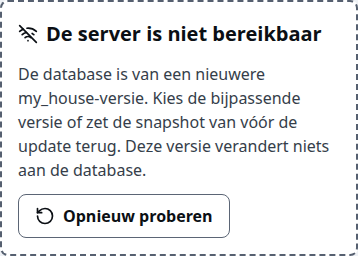 De server is niet bereikbaar
De database is van een nieuwere
my_house-versie. Kies de bijpassende
versie of zet de snapshot van vóór de
update terug. Deze versie verandert niets
aan de database.
Opnieuw proberen